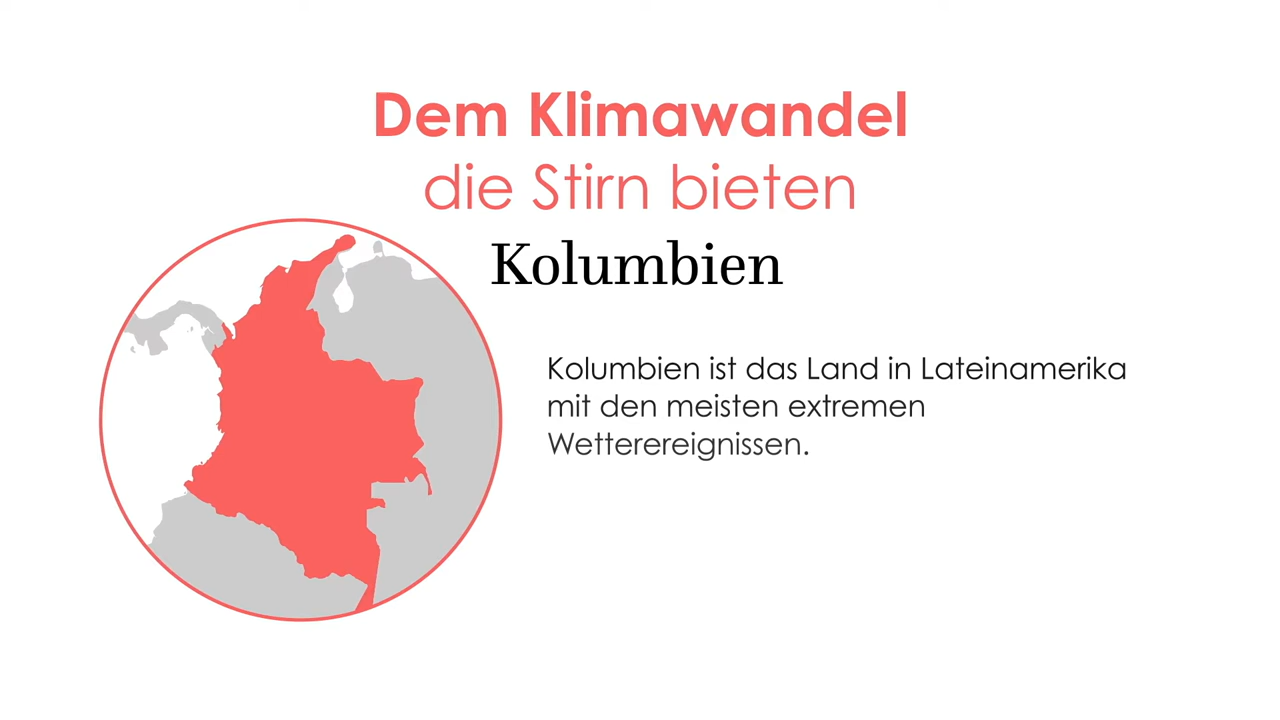 Dem Klimawandel
die Stirn bieten
Kolumbien
Kolumbien ist das Land in Lateinamerika
mit den meisten extremen
Wetterereignissen.